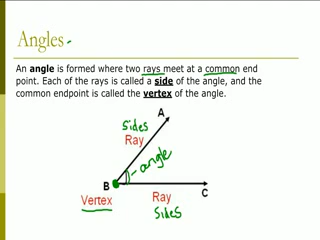 Angles
An angle is formed where two rays meet at a common end
point. Each of the rays is called a side of the angle, and the
common endpoint is called the vertex of the angle.
A
sides
Ray
angle
B
Vertex
Ray
C
Sides